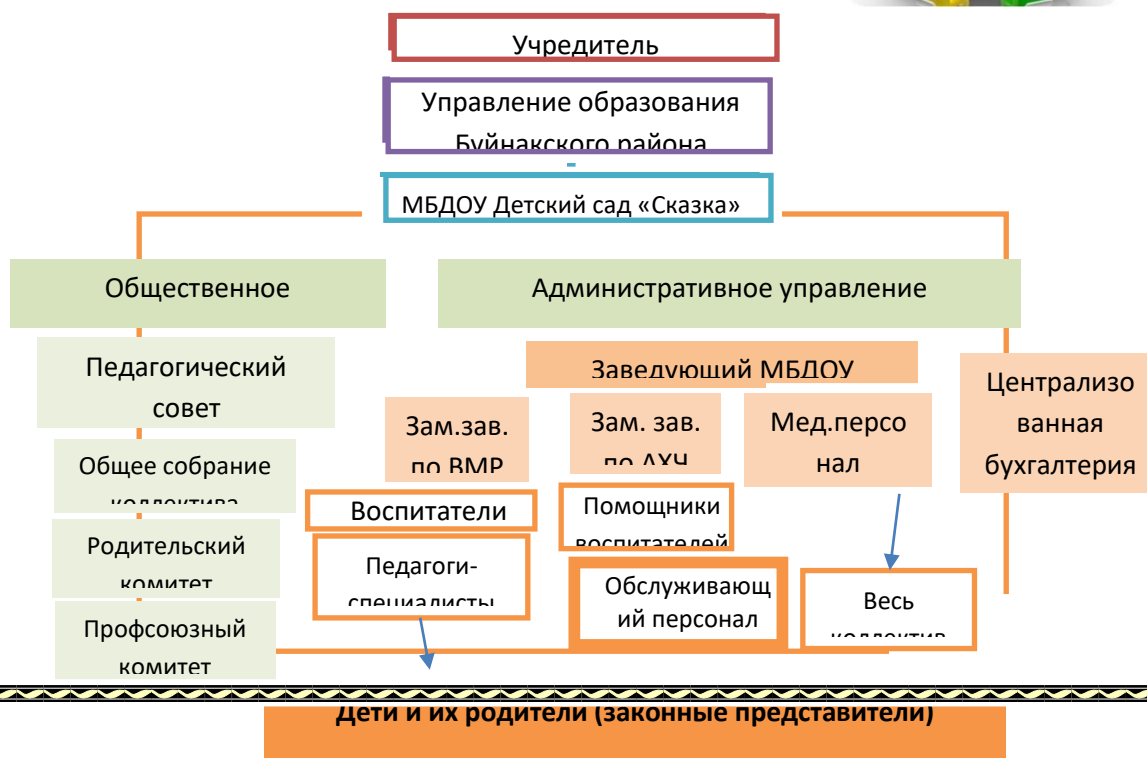 Учредитель
Управление образования
Буйнакского района
МБДОУ Детский сад «Сказка»
Общественное
Административное управление
Педагогический
совет
Заведующий МБДОУ
Централизо
ванная
бухгалтерия
Зам.зав.
по ВМР
Зам. зав.
по АХЧ
Мед.персо
нал
Общее собрание
коллектива
Воспитатели
Помощники
воспитателей
Родительский
комитет
Педагоги-
специалисты
Обслуживающ
ий персонал
Весь
коллектив
Профсоюзный
комитет
Дети и их родители (законные представители)